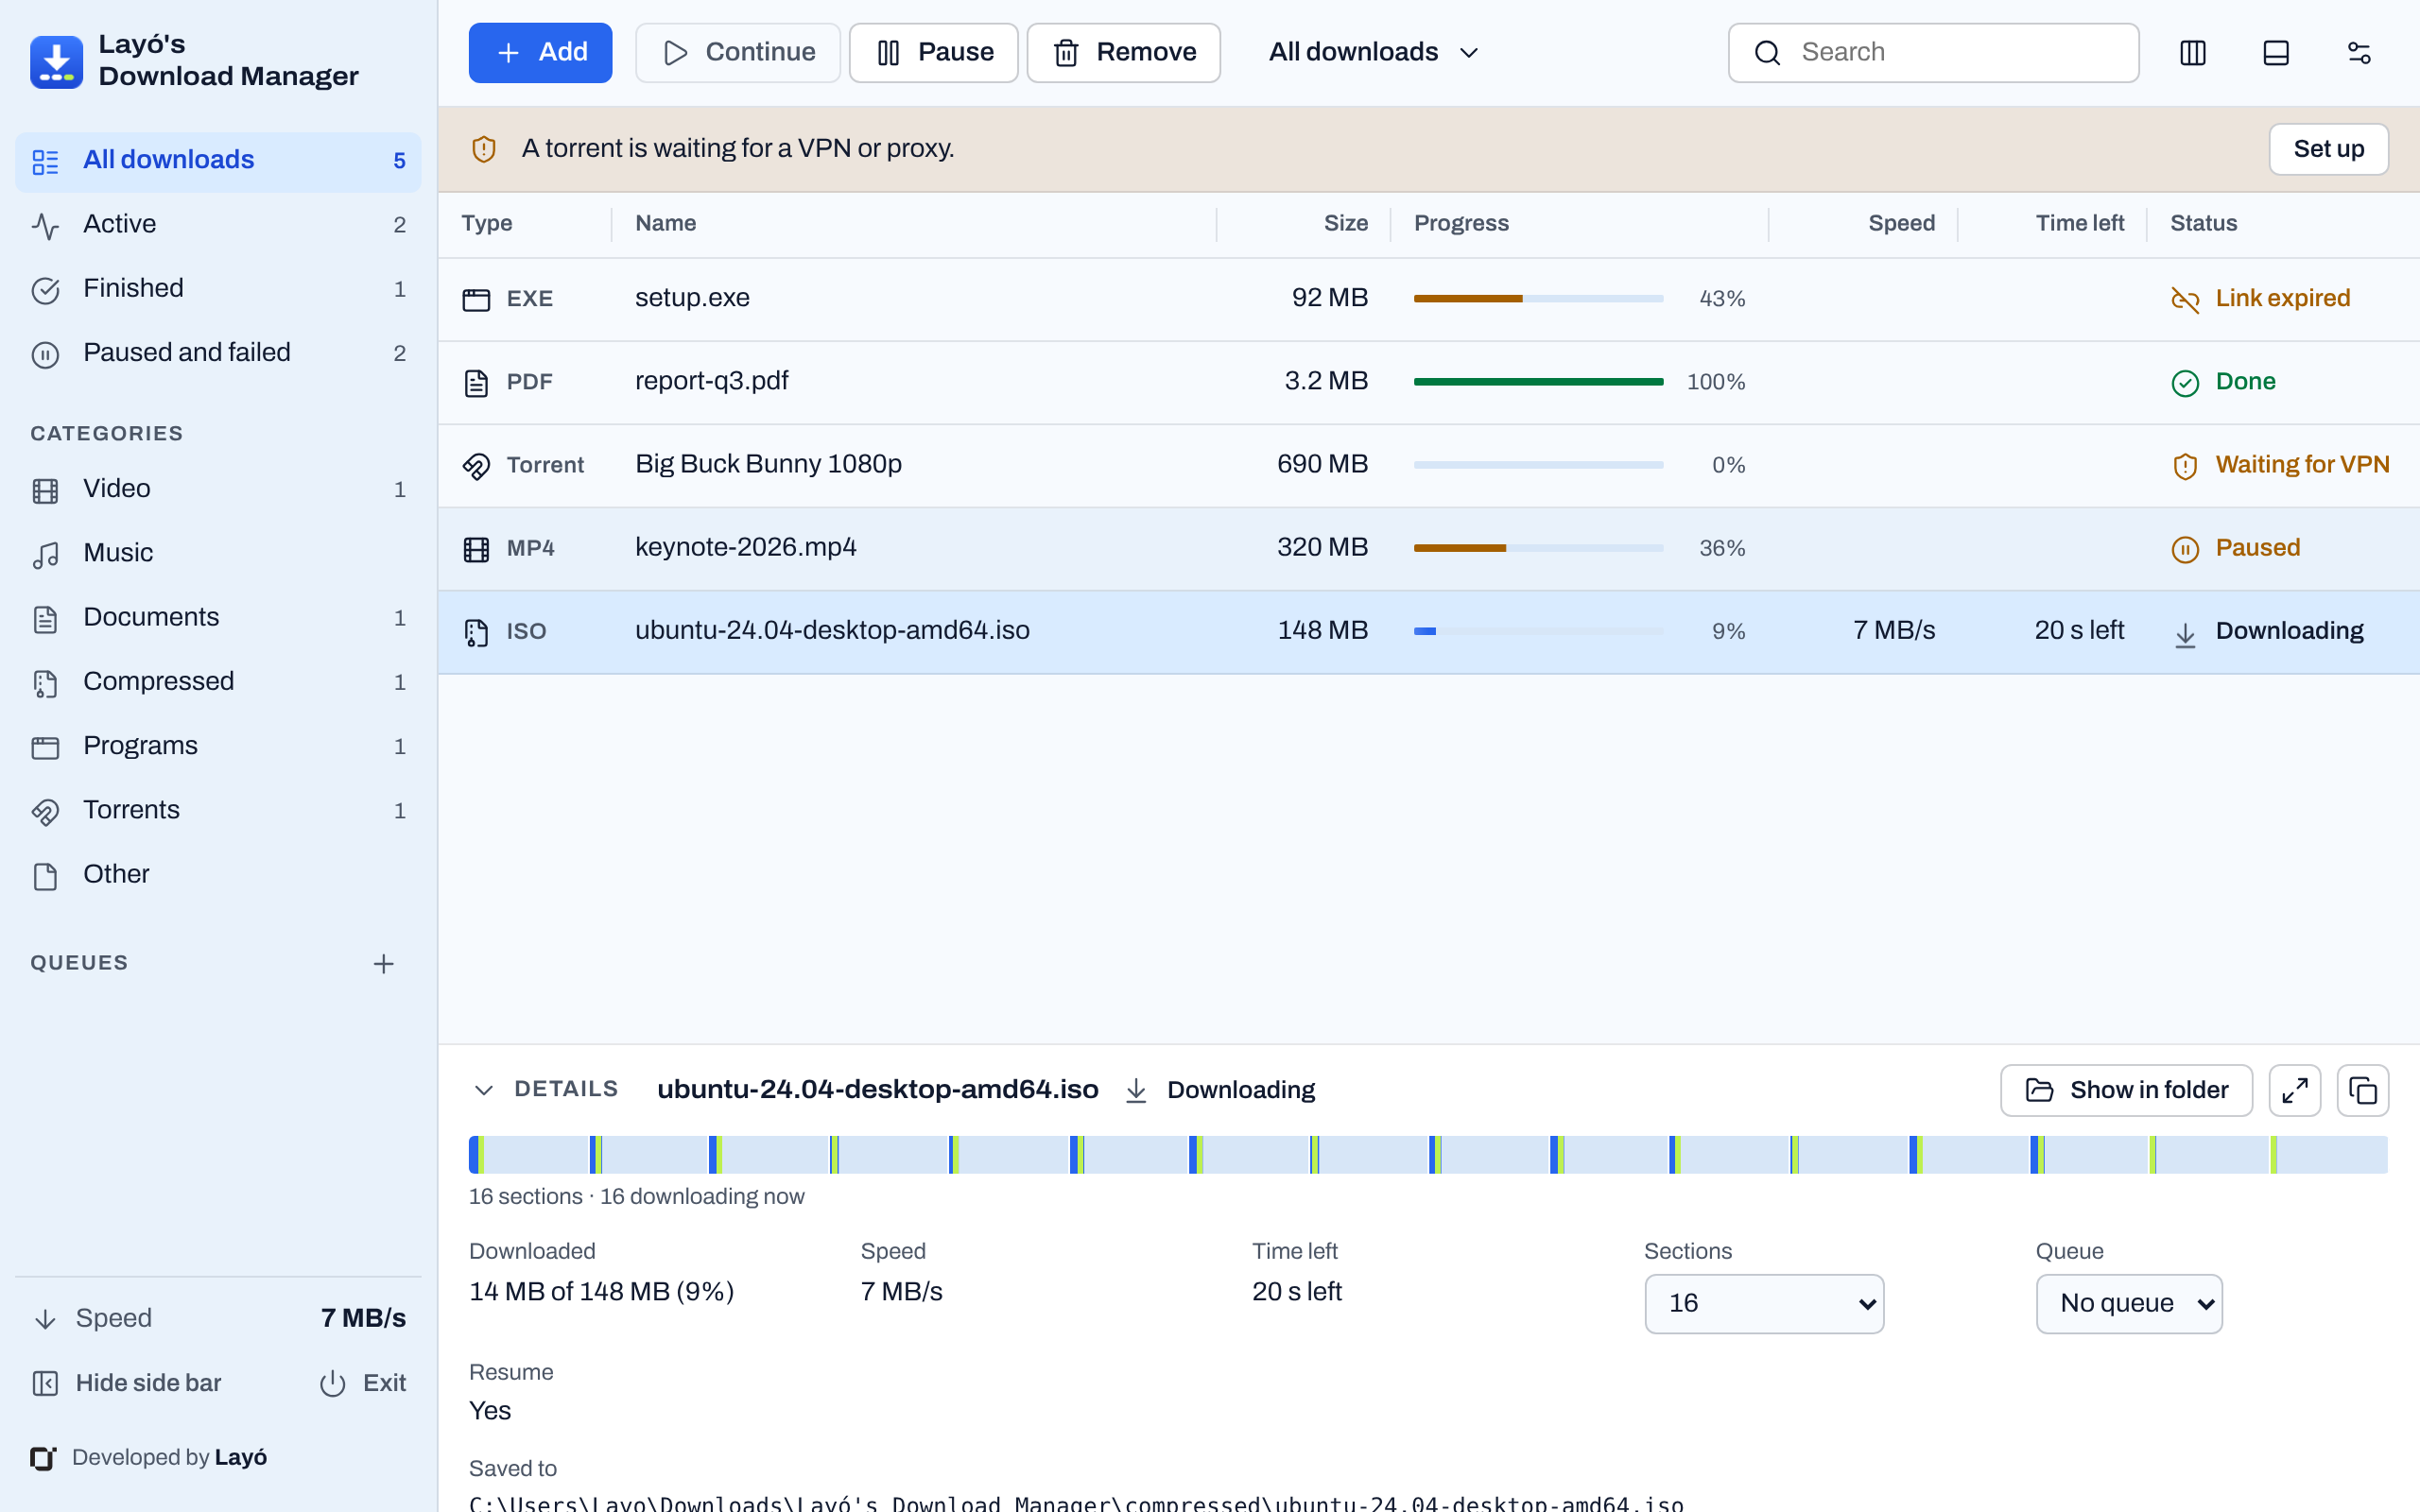 Layó's
Download Manager
All downloads 5
Active 2
Finished 1
Paused and failed 2
CATEGORIES
Video 1
Music
Documents 1
Compressed 1
Programs 1
Torrents 1
Other
QUEUES
Speed 7 MB/s
Hide side bar Exit
Developed by Layó
Add Continue Pause Remove All downloads Search
A torrent is waiting for a VPN or proxy. Set up
Type Name Size Progress Speed Time left Status
EXE setup.exe 92 MB 43% Link expired
PDF report-q3.pdf 3.2 MB 100% Done
Torrent Big Buck Bunny 1080p 690 MB 0% Waiting for VPN
MP4 keynote-2026.mp4 320 MB 36% Paused
ISO ubuntu-24.04-desktop-amd64.iso 148 MB 9% 7 MB/s 20 s left Downloading
DETAILS ubuntu-24.04-desktop-amd64.iso Downloading Show in folder
16 sections · 16 downloading now
Downloaded Speed Time left Sections Queue
14 MB of 148 MB (9%) 7 MB/s 20 s left 16 No queue
Resume
Yes
Saved to
C:\Users\Layo\Downloads\Layó's Download Manager\compressed\ubuntu-24.04-desktop-amd64.iso